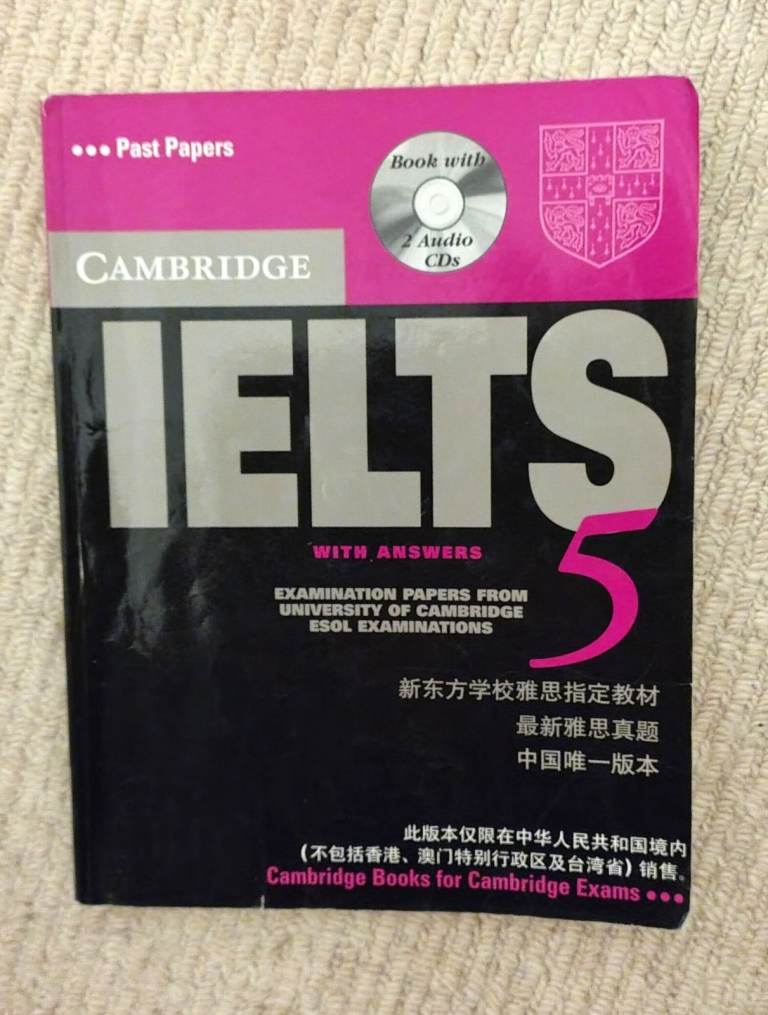 ••• Past Papers
Book with
2 Audio
CDs
CAMBRIDGE
IELTS
5
WITH ANSWERS
EXAMINATION PAPERS FROM
UNIVERSITY OF CAMBRIDGE
ESOL EXAMINATIONS
新东方学校雅思指定教材
最新雅思真题
中国唯一版本
此版本仅限在中华人民共和国境内
(不包括香港、澳门特别行政区及台湾省) 销售。
Cambridge Books for Cambridge Exams •••